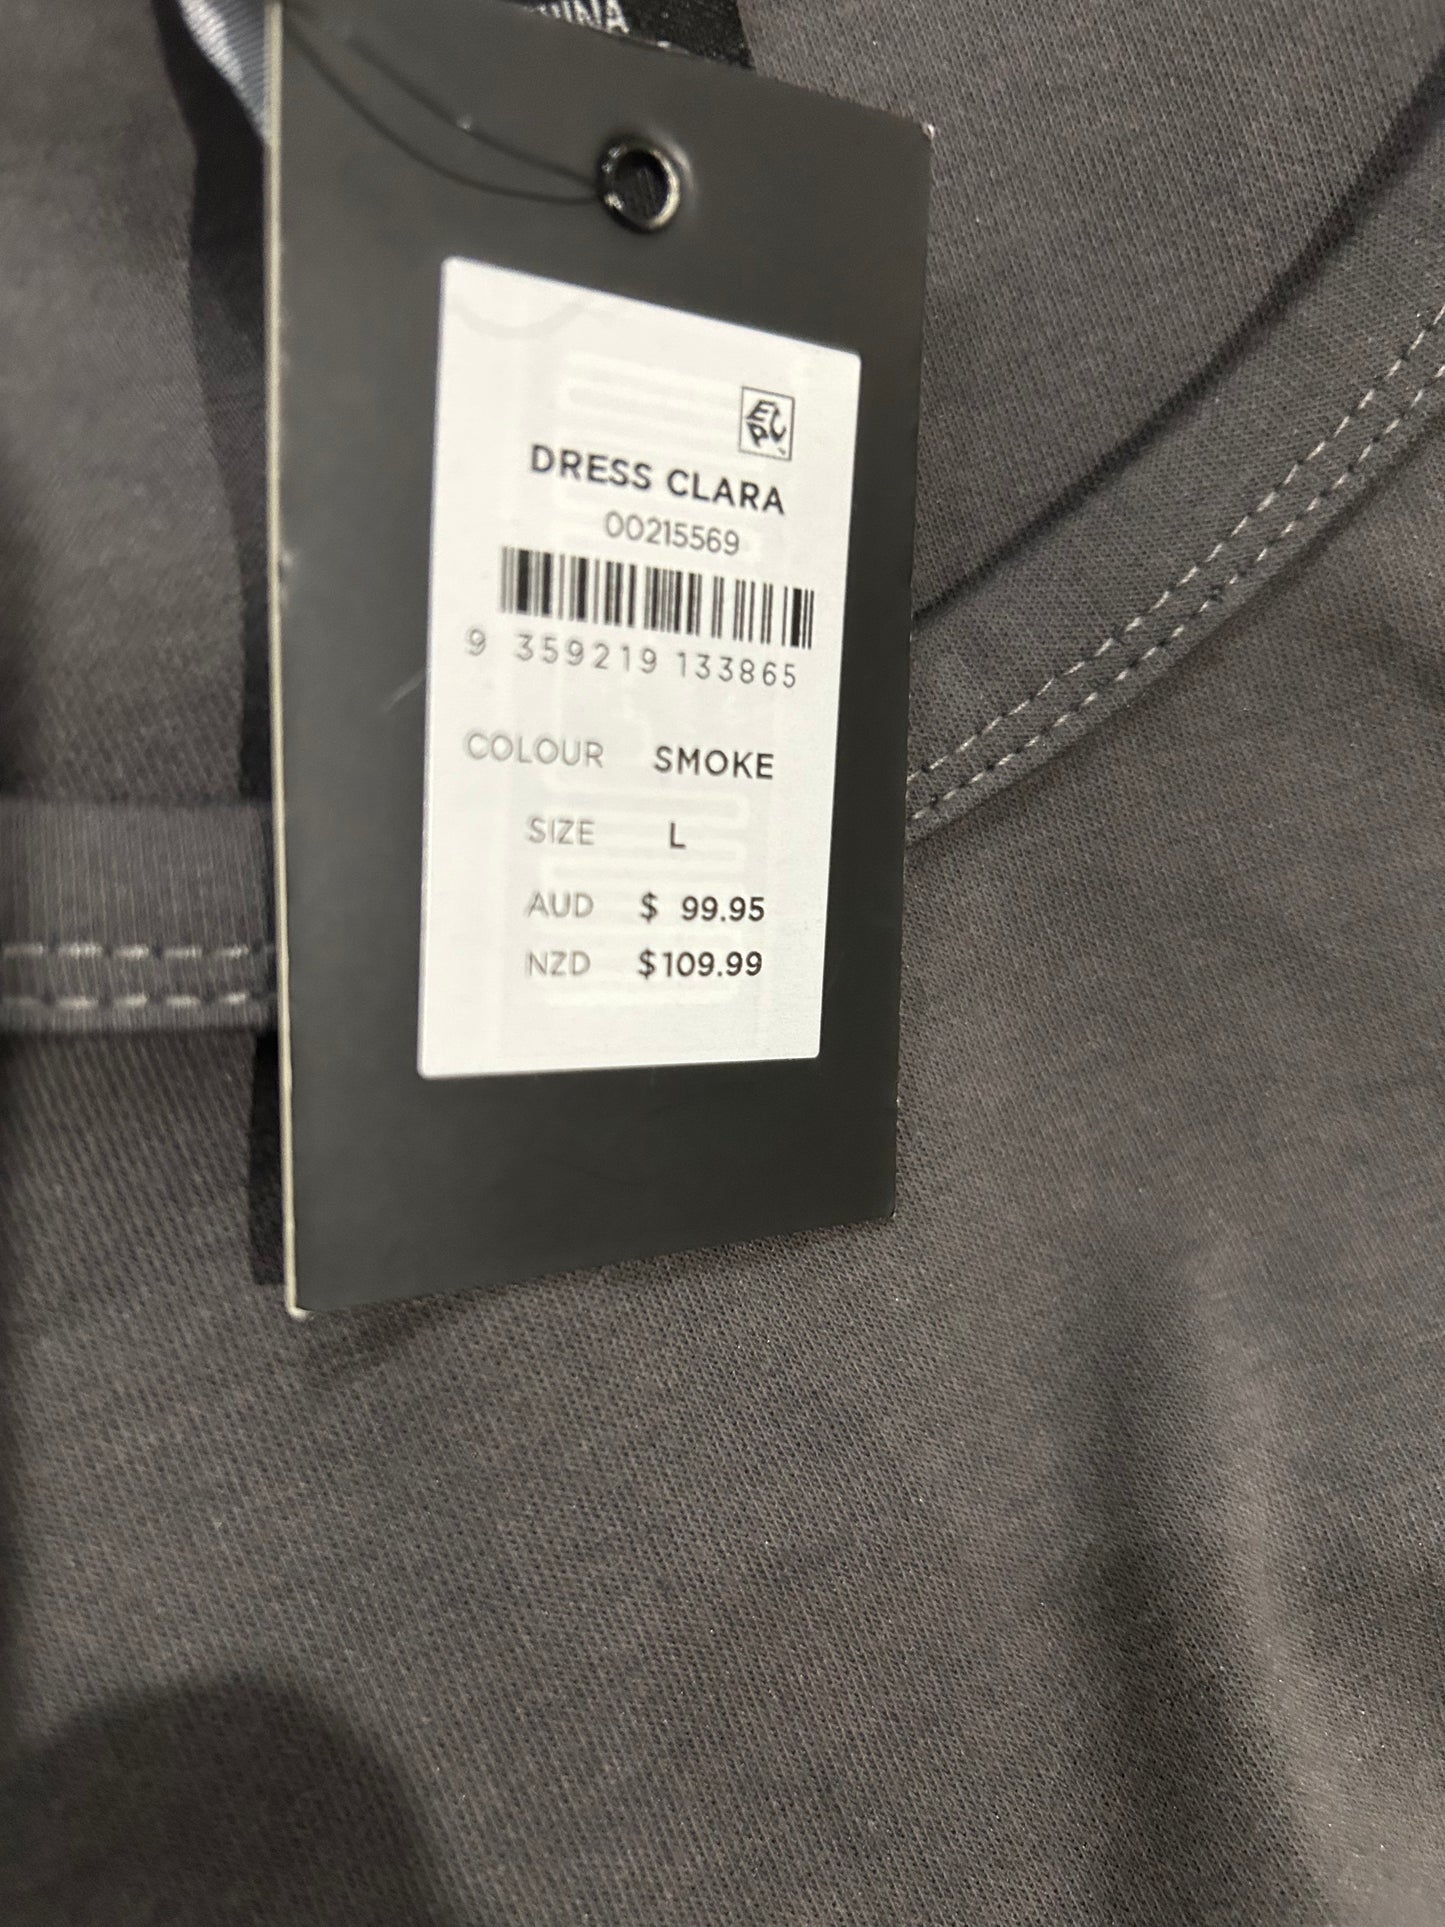 DRESS CLARA
00215569
9 359219 133865
COLOUR SMOKE
SIZE L
AUD $ 99.95
NZD $109.99